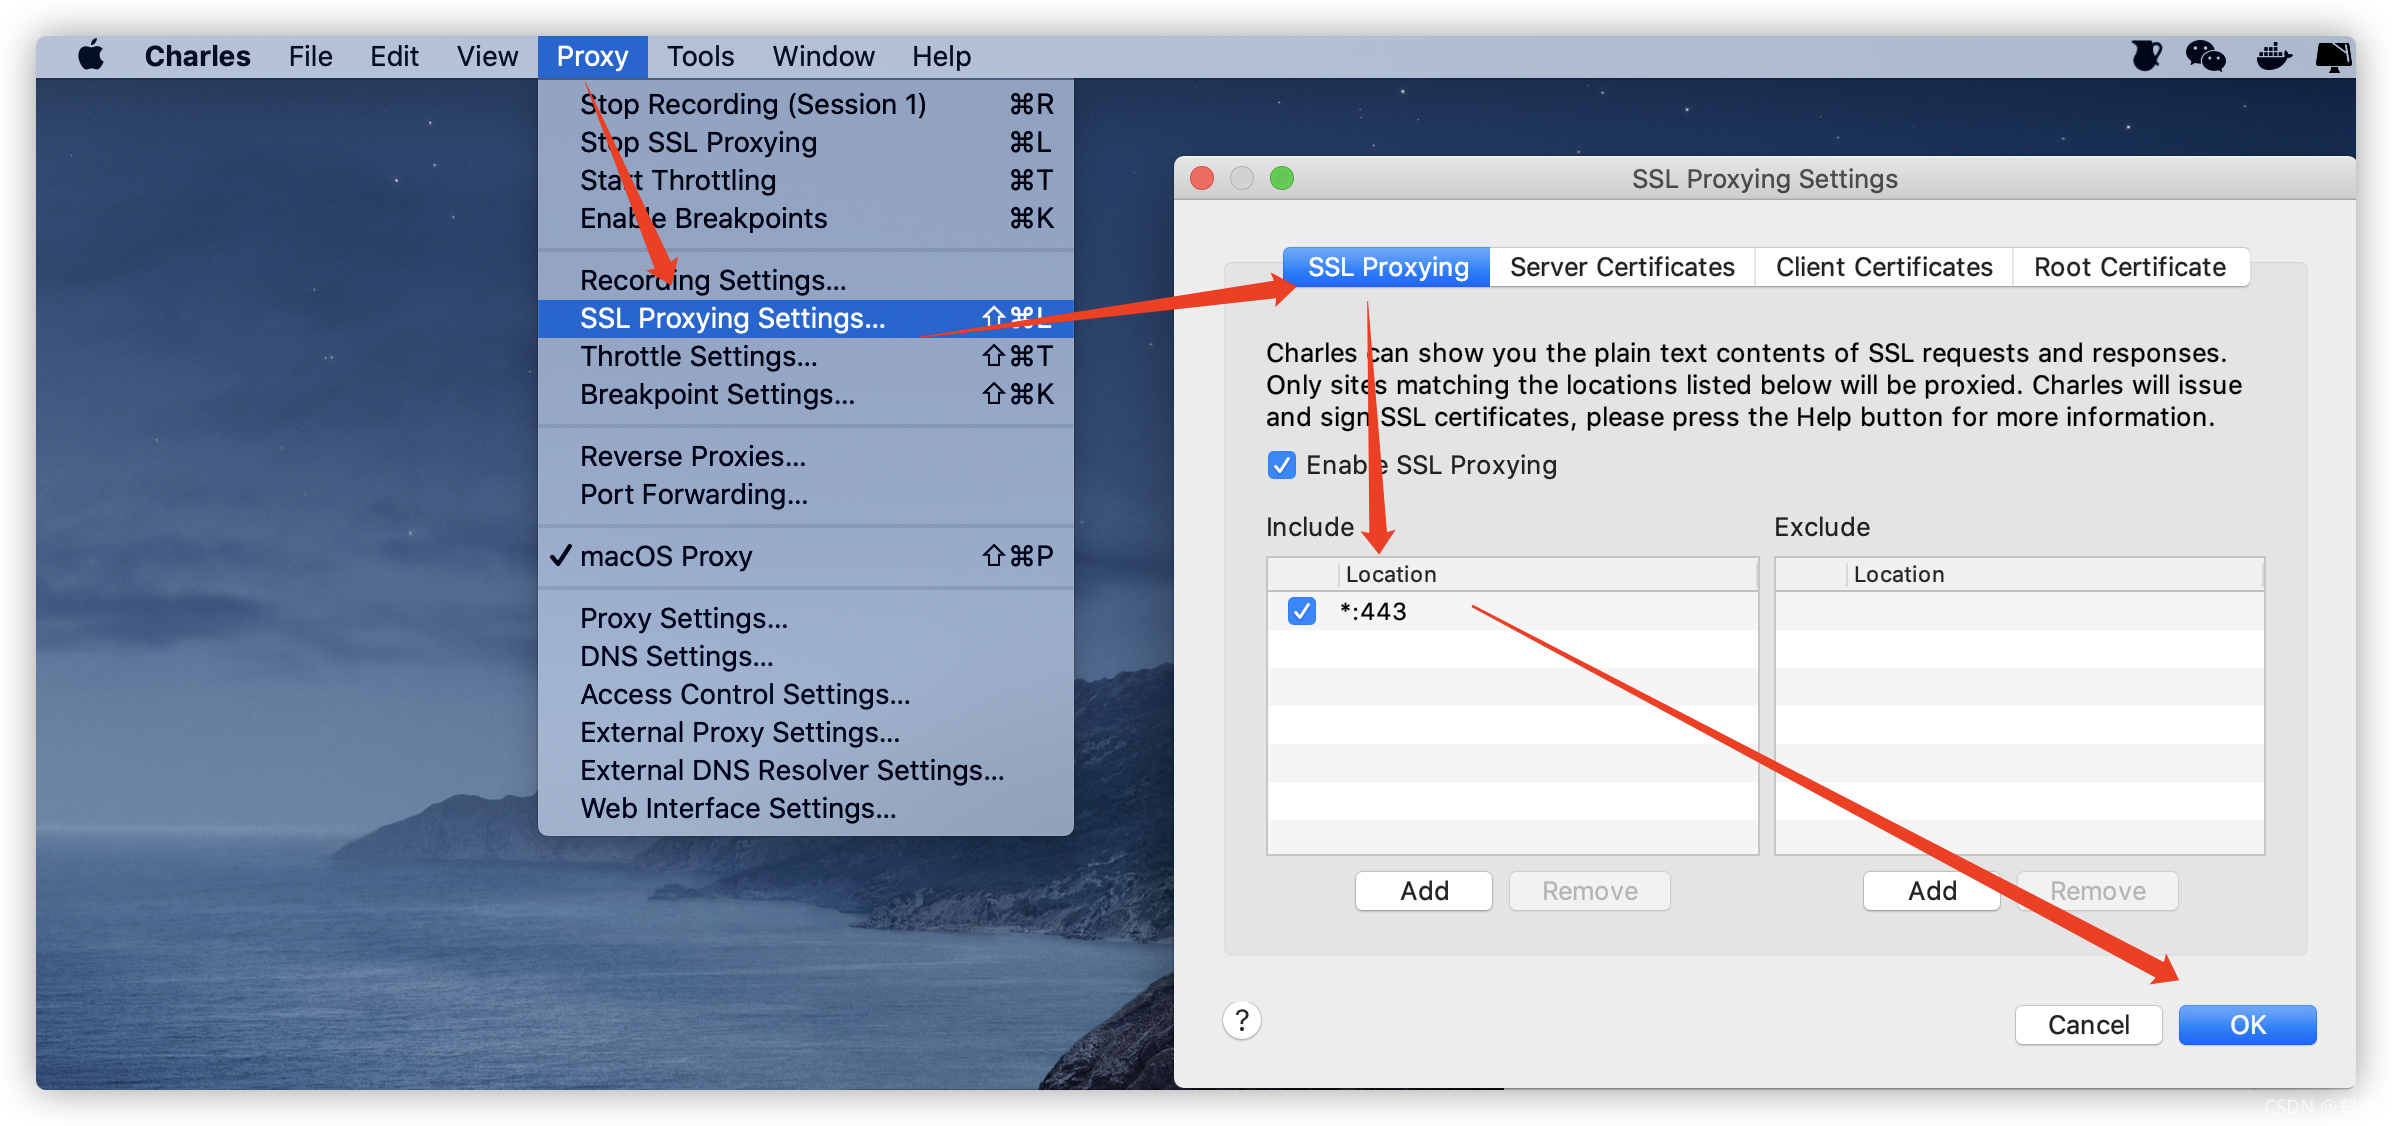 Charles File Edit View Proxy Tools Window Help
Stop Recording (Session 1) ⌘R
Stop SSL Proxying ⌘L
Start Throttling ⌘T
Enable Breakpoints ⌘K
Recording Settings...
SSL Proxying Settings... ⇧⌘L
Throttle Settings... ⇧⌘T
Breakpoint Settings... ⇧⌘K
Reverse Proxies...
Port Forwarding...
✓ macOS Proxy ⇧⌘P
Proxy Settings...
DNS Settings...
Access Control Settings...
External Proxy Settings...
External DNS Resolver Settings...
Web Interface Settings...
SSL Proxying Settings
SSL Proxying Server Certificates Client Certificates Root Certificate
Charles can show you the plain text contents of SSL requests and responses.
Only sites matching the locations listed below will be proxied. Charles will issue
and sign SSL certificates, please press the Help button for more information.
Enable SSL Proxying
Include Exclude
Location Location
*:443
Add Remove Add Remove
? Cancel OK
CSDN